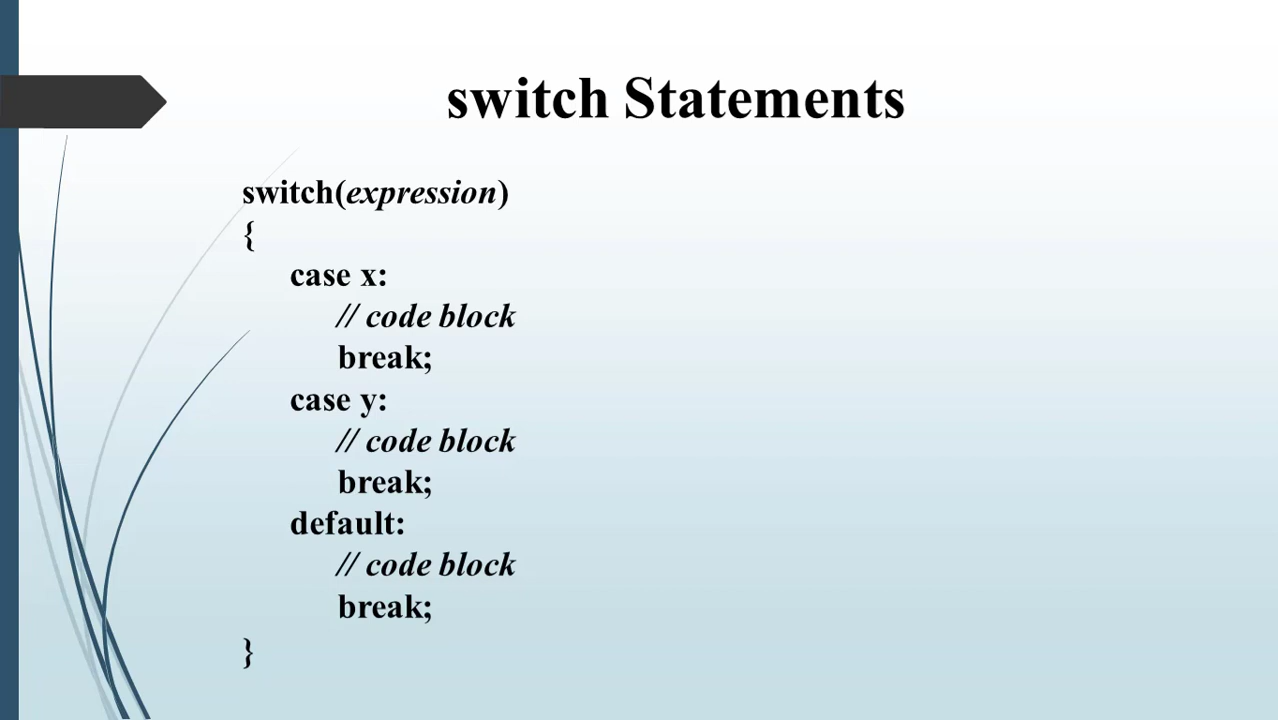 switch Statements
switch(expression)
{
case x:
// code block
break;
case y:
// code block
break;
default:
// code block
break;
}